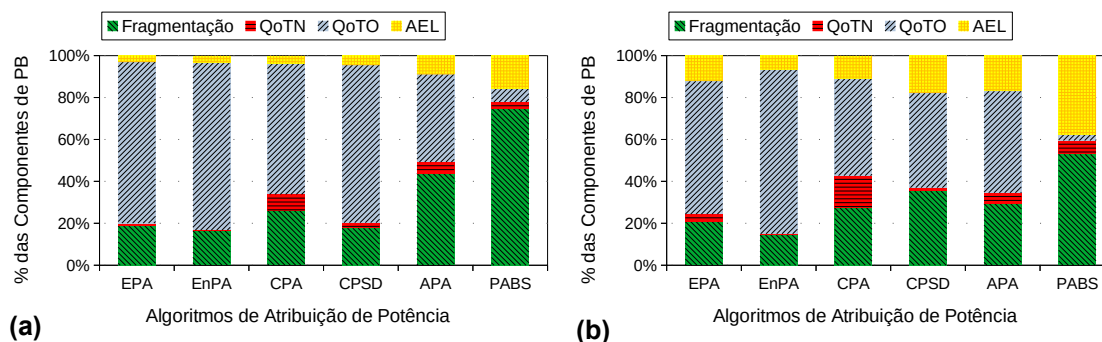 Fragmentação QoTN QoTO AEL
% das Componentes de PB
100%
80%
60%
40%
20%
0%
EPA EnPA CPA CPSD APA PABS
Algoritmos de Atribuição de Potência
(a)
Fragmentação QoTN QoTO AEL
% das Componentes de PB
100%
80%
60%
40%
20%
0%
EPA EnPA CPA CPSD APA PABS
Algoritmos de Atribuição de Potência
(b)